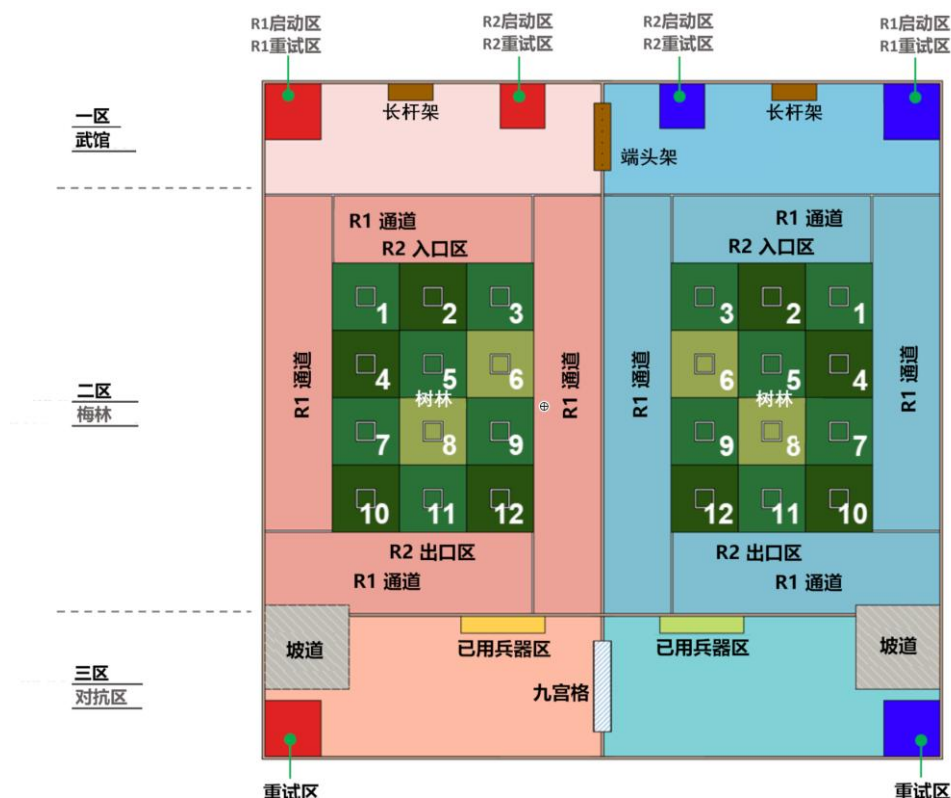 R1启动区
R1重试区
R2启动区
R2重试区
R2启动区
R2重试区
R1启动区
R1重试区
一区
武馆
长杆架
长杆架
端头架
R1 通道
R2 入口区
R1 通道
R2 入口区
1
2
3
3
2
1
R1 通道
4
5
6
R1 通道
R1 通道
6
5
4
R1 通道
二区
梅林
树林
树林
7
8
9
9
8
7
10
11
12
12
11
10
R2 出口区
R1 通道
R2 出口区
R1 通道
坡道
已用兵器区
已用兵器区
坡道
三区
对抗区
九宫格
重试区
重试区